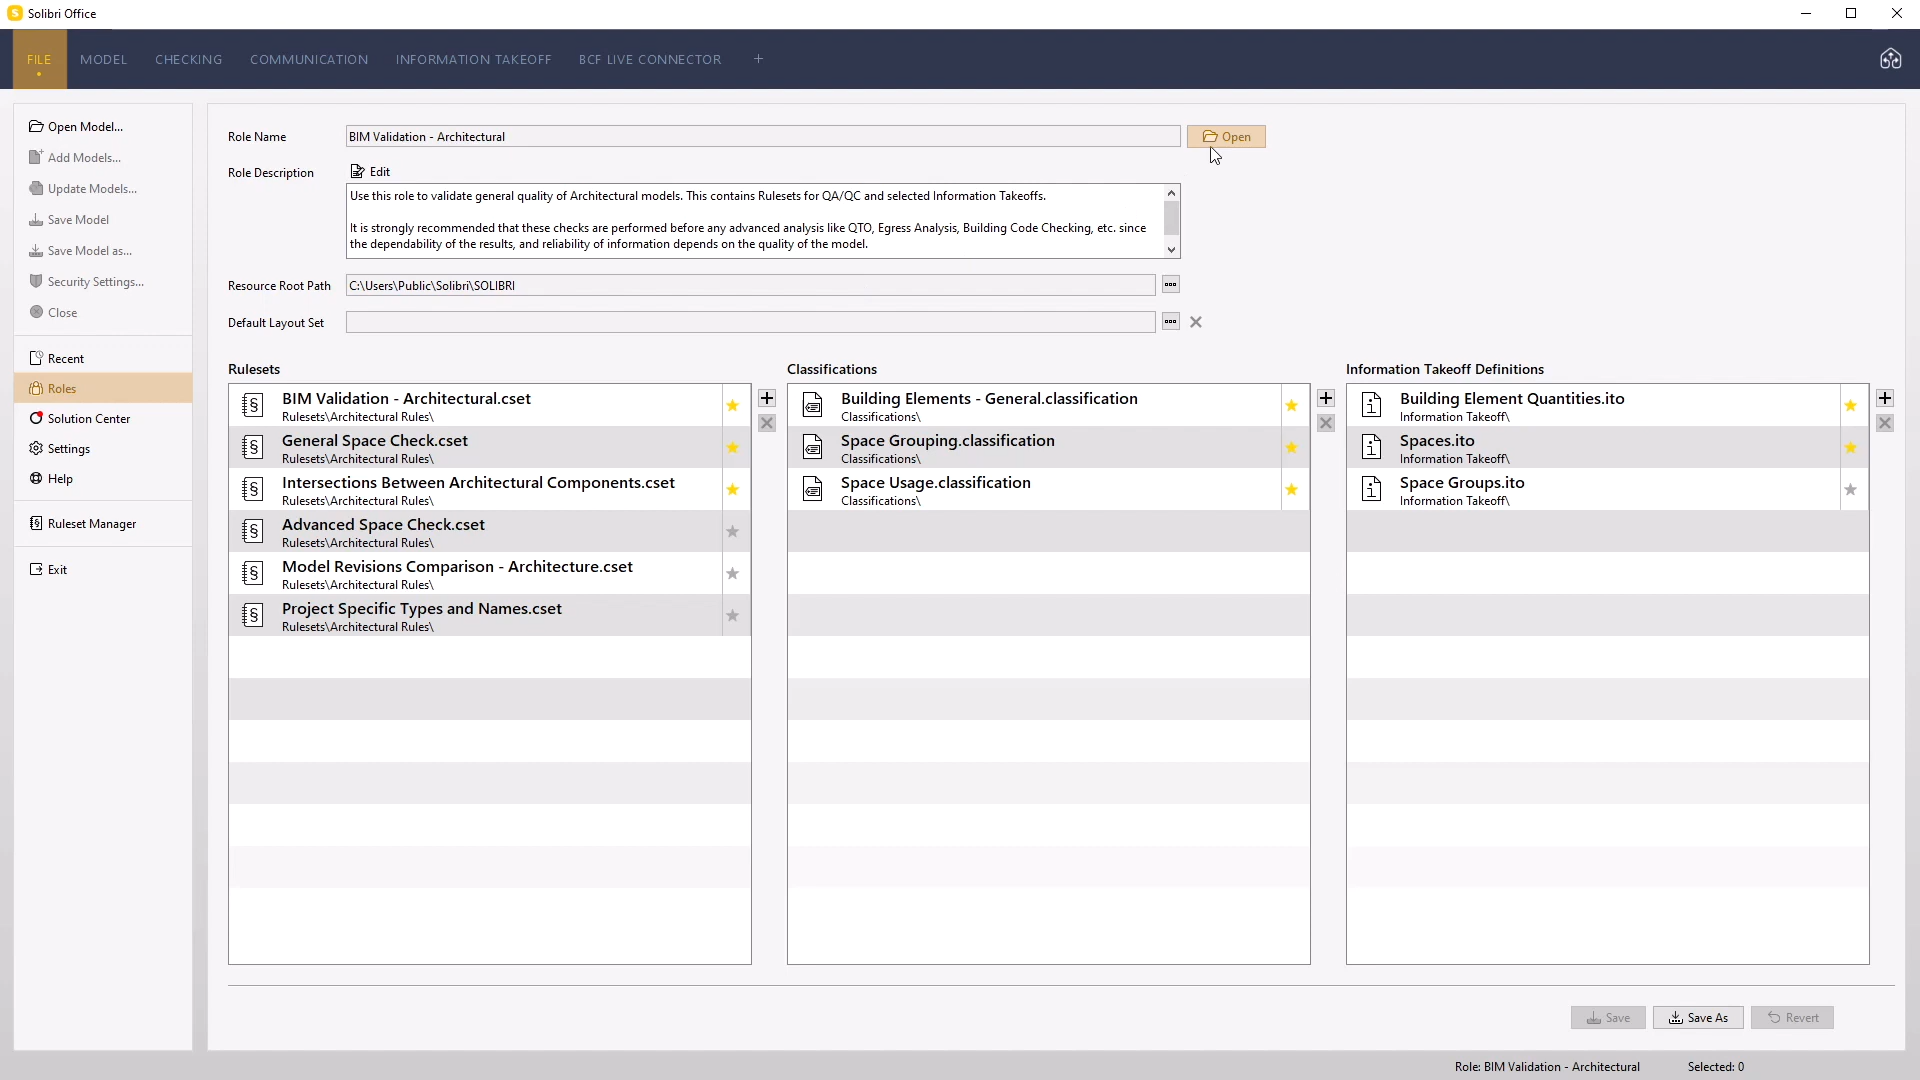 Solibri Office
FILE MODEL CHECKING COMMUNICATION INFORMATION TAKEOFF BCF LIVE CONNECTOR +
Open Model...
Add Models...
Update Models...
Save Model
Save Model as...
Security Settings...
Close
Recent
Roles
Solution Center
Settings
Help
Ruleset Manager
Exit
Role Name BIM Validation - Architectural Open
Role Description Edit
Use this role to validate general quality of Architectural models. This contains Rulesets for QA/QC and selected Information Takeoffs.
It is strongly recommended that these checks are performed before any advanced analysis like QTO, Egress Analysis, Building Code Checking, etc. since
the dependability of the results, and reliability of information depends on the quality of the model.
Resource Root Path C:\Users\Public\Solibri\SOLIBRI
Default Layout Set
Rulesets
BIM Validation - Architectural.cset
Rulesets\Architectural Rules\
General Space Check.cset
Rulesets\Architectural Rules\
Intersections Between Architectural Components.cset
Rulesets\Architectural Rules\
Advanced Space Check.cset
Rulesets\Architectural Rules\
Model Revisions Comparison - Architecture.cset
Rulesets\Architectural Rules\
Project Specific Types and Names.cset
Rulesets\Architectural Rules\
Classifications
Building Elements - General.classification
Classifications\
Space Grouping.classification
Classifications\
Space Usage.classification
Classifications\
Information Takeoff Definitions
Building Element Quantities.ito
Information Takeoff\
Spaces.ito
Information Takeoff\
Space Groups.ito
Information Takeoff\
Save Save As Revert
Role: BIM Validation - Architectural Selected: 0